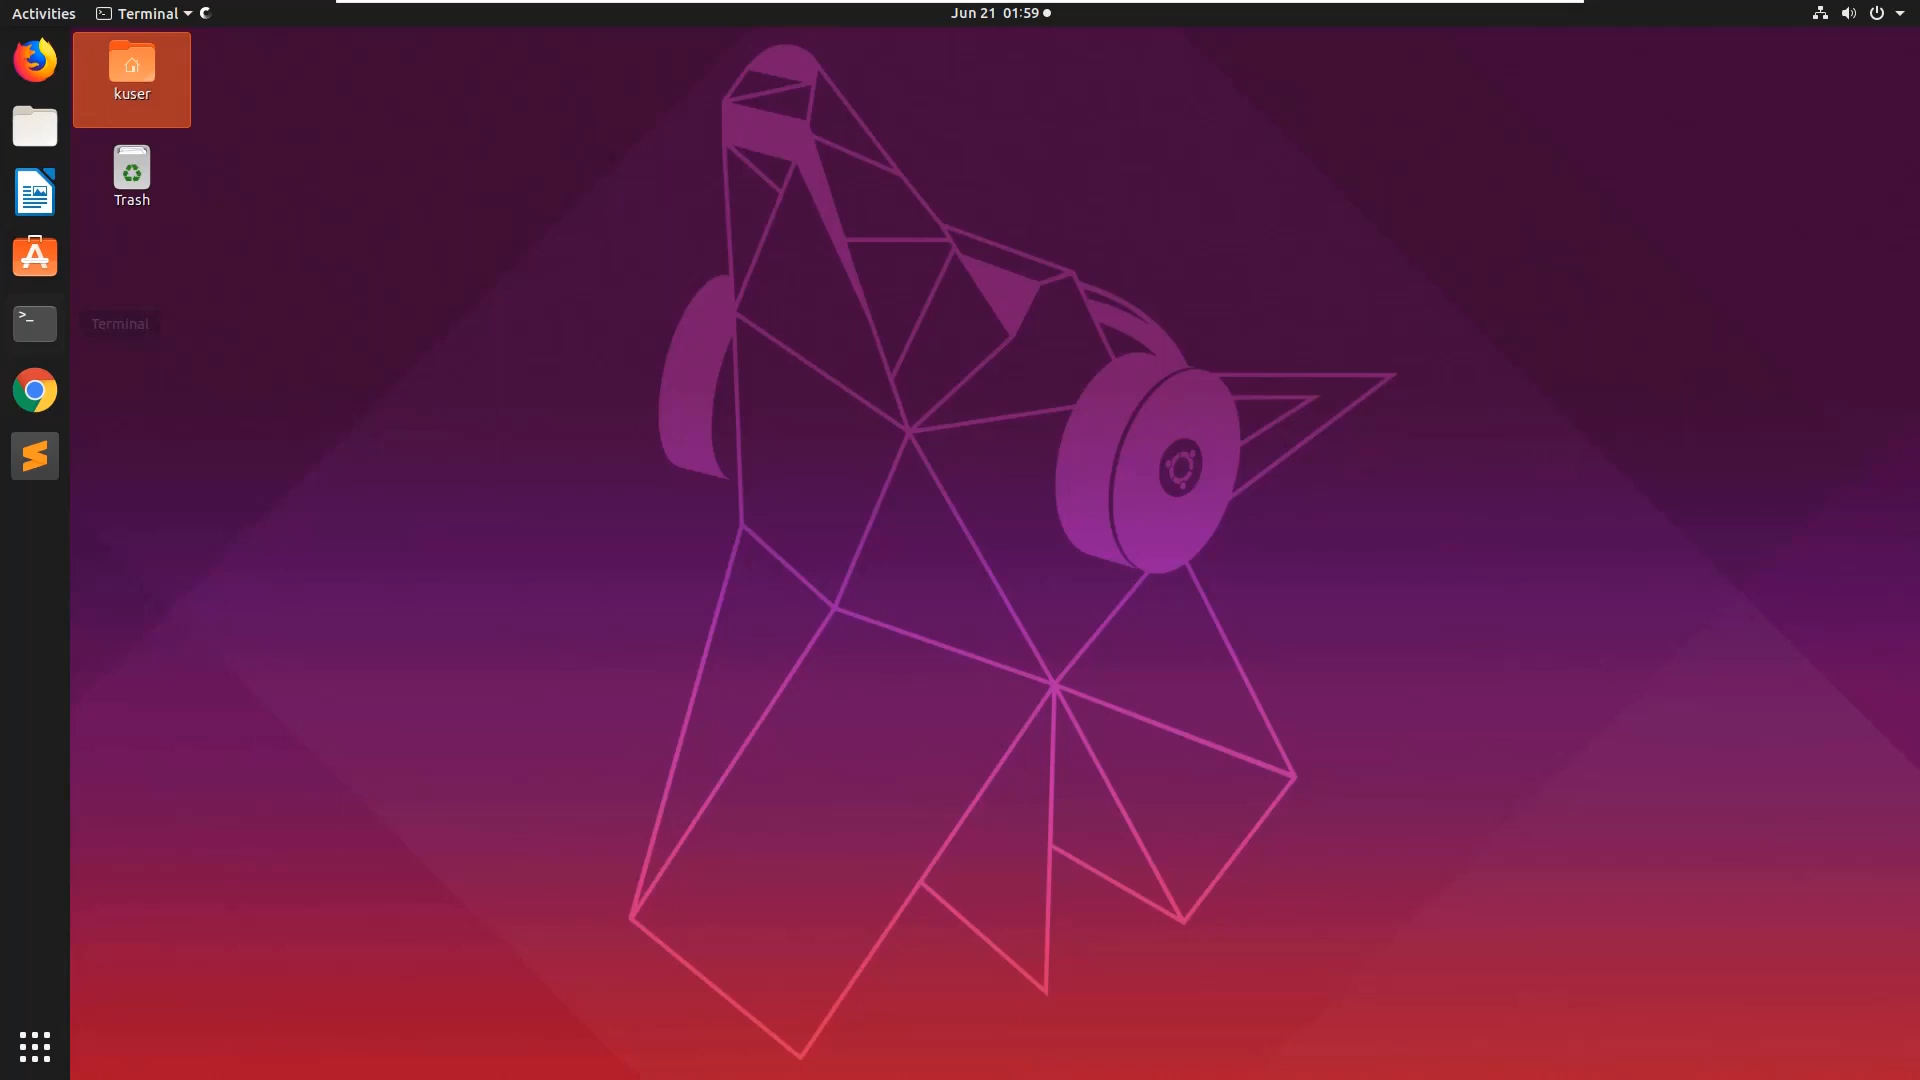 Activities
Terminal
Jun 21 01:59
kuser
Trash
Terminal